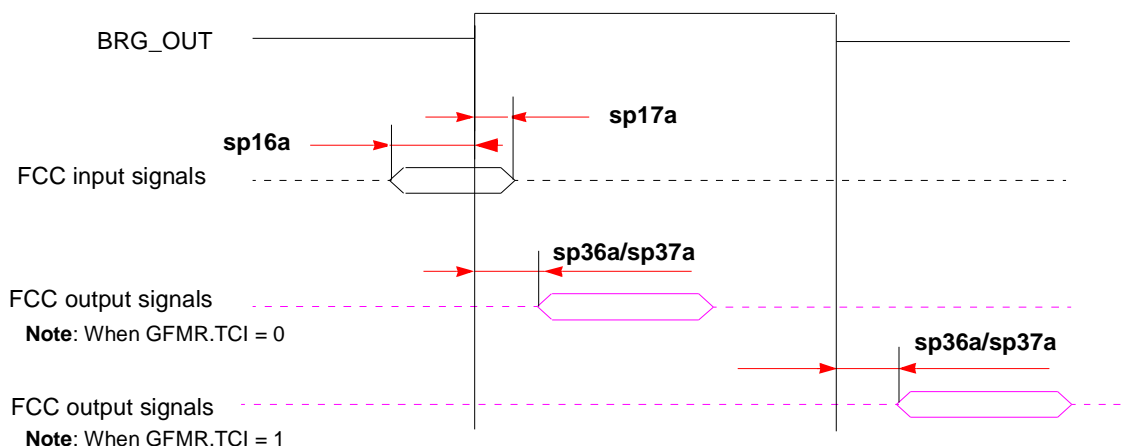 BRG_OUT
sp17a
sp16a
FCC input signals
sp36a/sp37a
FCC output signals
Note: When GFMR.TCI = 0
sp36a/sp37a
FCC output signals
Note: When GFMR.TCI = 1